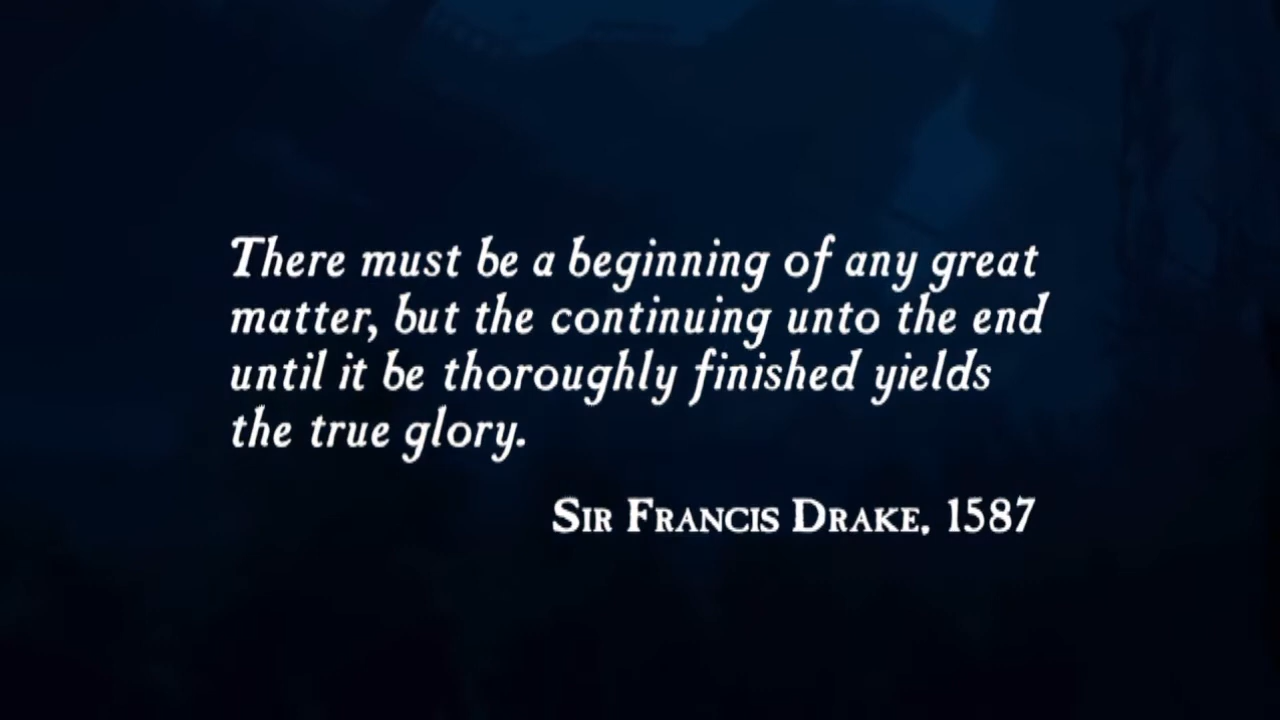 There must be a beginning of any great
matter, but the continuing unto the end
until it be thoroughly finished yields
the true glory.
Sir Francis Drake, 1587